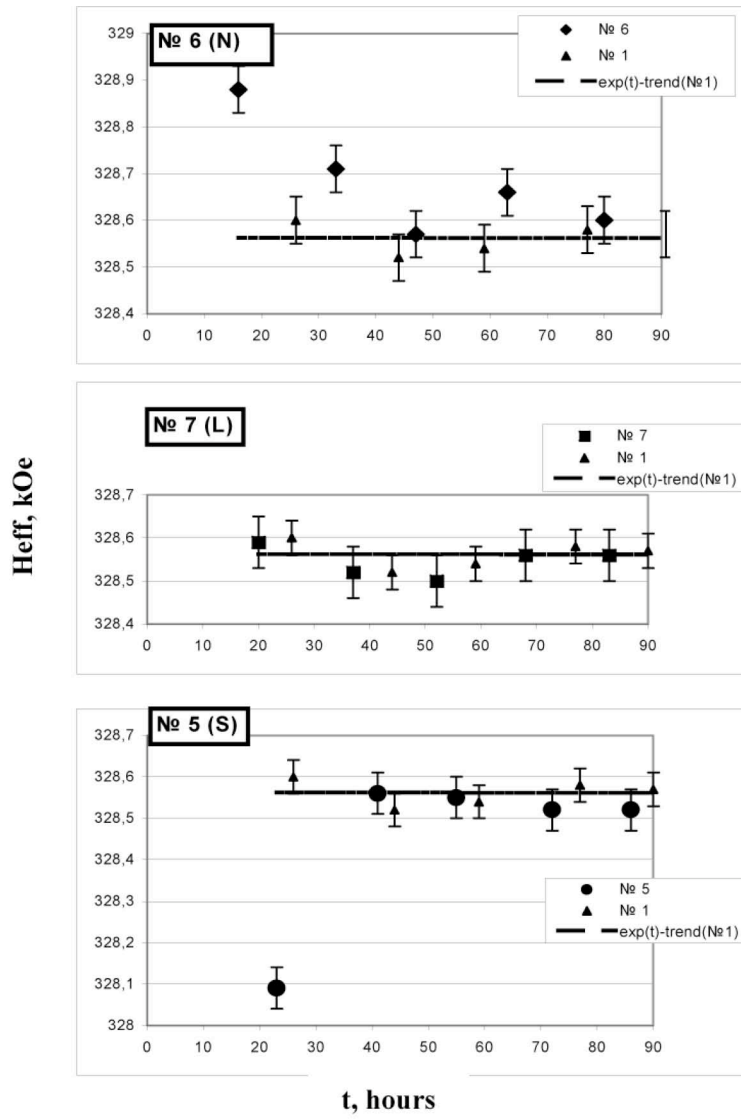 № 6 (N)
№ 6
№ 1
exp(t)-trend(№1)
329
328,9
328,8
328,7
328,6
328,5
328,4
0 10 20 30 40 50 60 70 80 90
№ 7 (L)
№ 7
№ 1
exp(t)-trend(№1)
328,7
328,6
328,5
328,4
0 10 20 30 40 50 60 70 80 90
Heff, kOe
№ 5 (S)
328,7
328,6
328,5
328,4
328,3
328,2
328,1
328
№ 5
№ 1
exp(t)-trend(№1)
0 10 20 30 40 50 60 70 80 90
t, hours